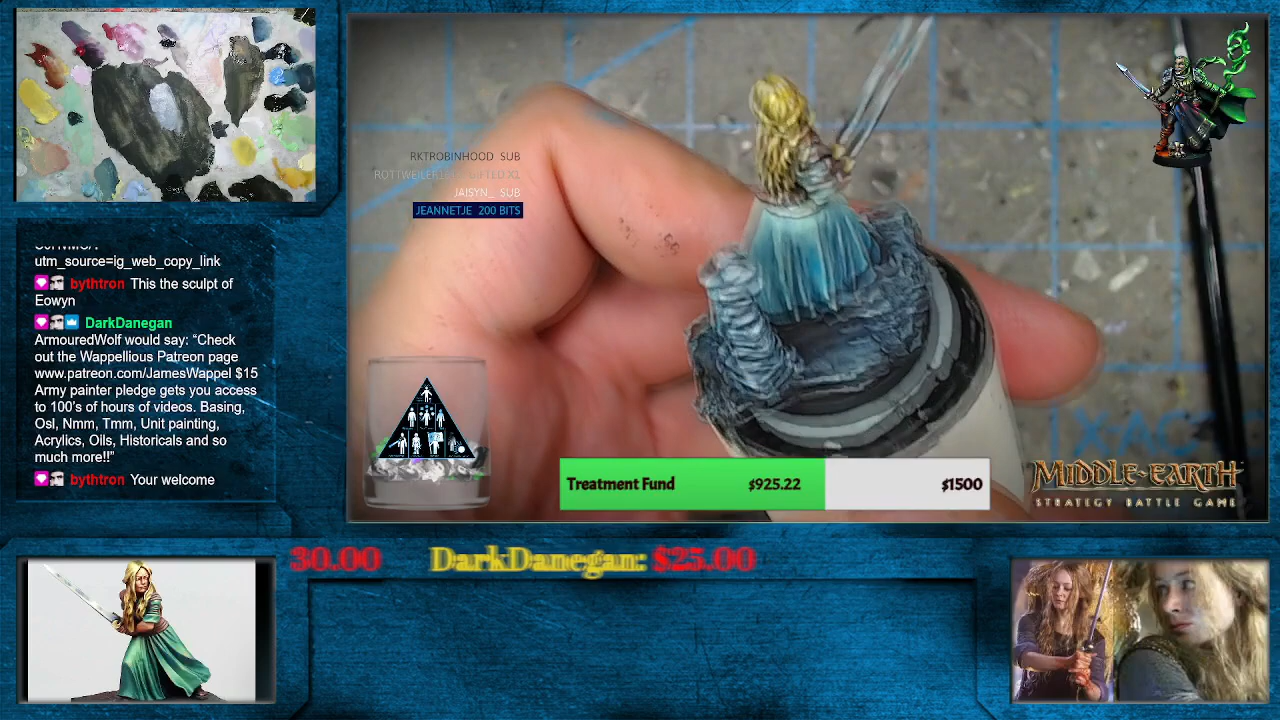 RKTROBINHOOD SUB
GIFTED XL
JAISYN_ SUB
JEANNETJE 200 BITS
utm_source=ig_web_copy_link
bythtron This the sculpt of
Eowyn
DarkDanegan
ArmouredWolf would say: “Check
out the Wappellious Patreon page
www.patreon.com/JamesWappel $15
Army painter pledge gets you access
to 100's of hours of videos. Basing,
Osl, Nmm, Tmm, Unit painting,
Acrylics, Oils, Historicals and so
much more!!”
bythtron Your welcome
X-AC
Treatment Fund $925.22 $1500
MIDDLE-EARTH
STRATEGY BATTLE GAME
30.00 DarkDanegan: $25.00